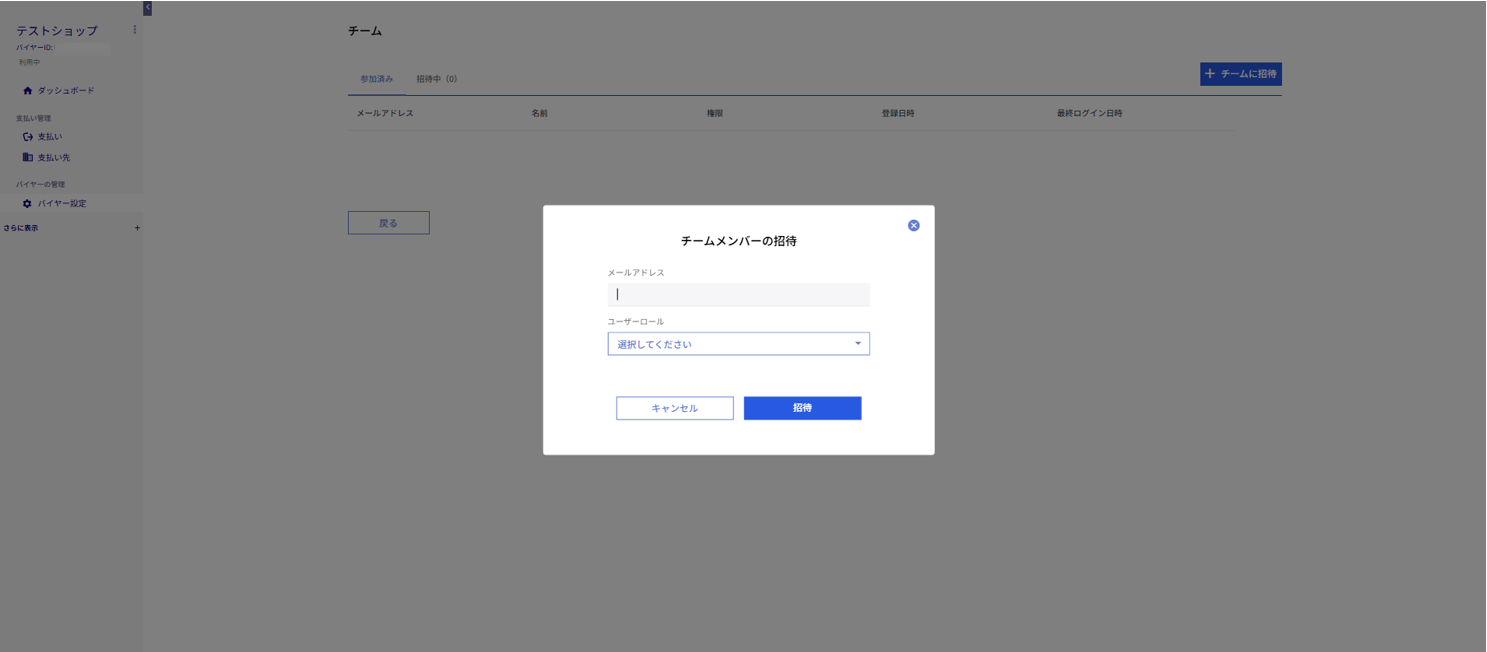 テストショップ
バイヤーID:
利用中
ダッシュボード
支払い管理
支払い
支払い先
バイヤーの管理
バイヤー設定
さらに表示 +
チーム
参加済み 招待中 (0)
+ チームに招待
メールアドレス 名前 権限 登録日時 最終ログイン日時
戻る
チームメンバーの招待
メールアドレス
ユーザーロール
選択してください
キャンセル 招待